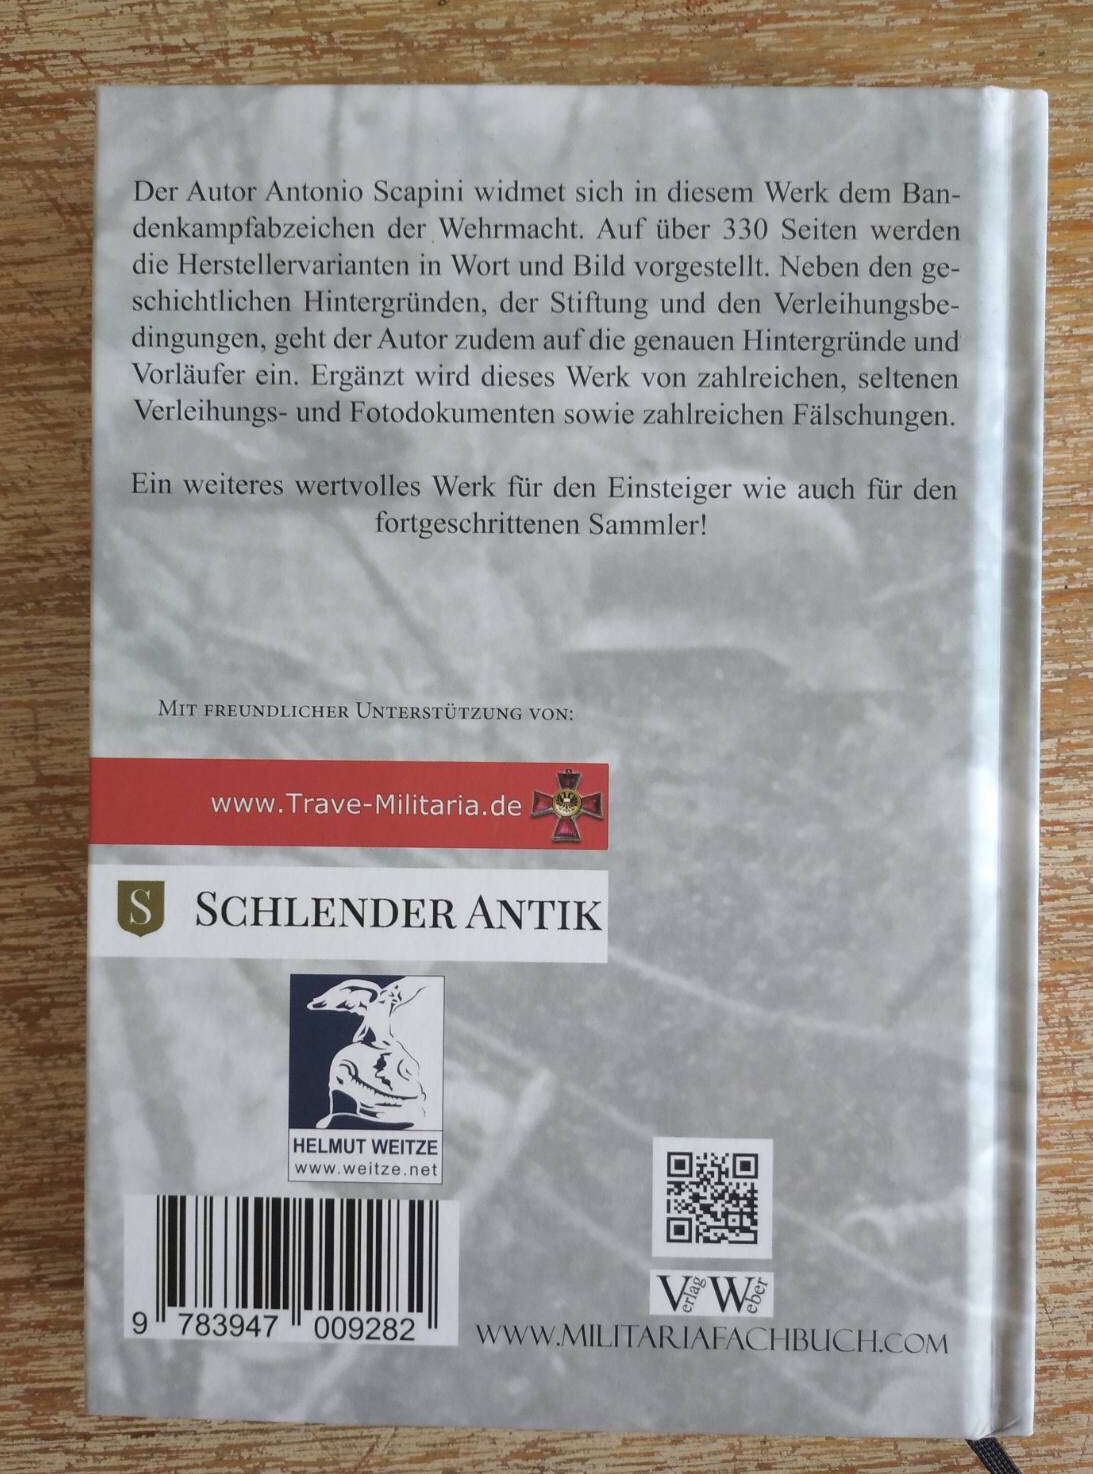 Der Autor Antonio Scapini widmet sich in diesem Werk dem Ban-
denkampfabzeichen der Wehrmacht. Auf über 330 Seiten werden
die Herstellervarianten in Wort und Bild vorgestellt. Neben den ge-
schichtlichen Hintergründen, der Stiftung und den Verleihungsbe-
dingungen, geht der Autor zudem auf die genauen Hintergründe und
Vorläufer ein. Ergänzt wird dieses Werk von zahlreichen, seltenen
Verleihungs- und Fotodokumenten sowie zahlreichen Fälschungen.
Ein weiteres wertvolles Werk für den Einsteiger wie auch für den
fortgeschrittenen Sammler!
Mit freundlicher Unterstützung von:
www.Trave-Militaria.de
S SCHLENDER ANTIK
HELMUT WEITZE
www.weitze.net
9 783947 009282
Verlag Weber
WWW.MILITARIAFACHBUCH.COM